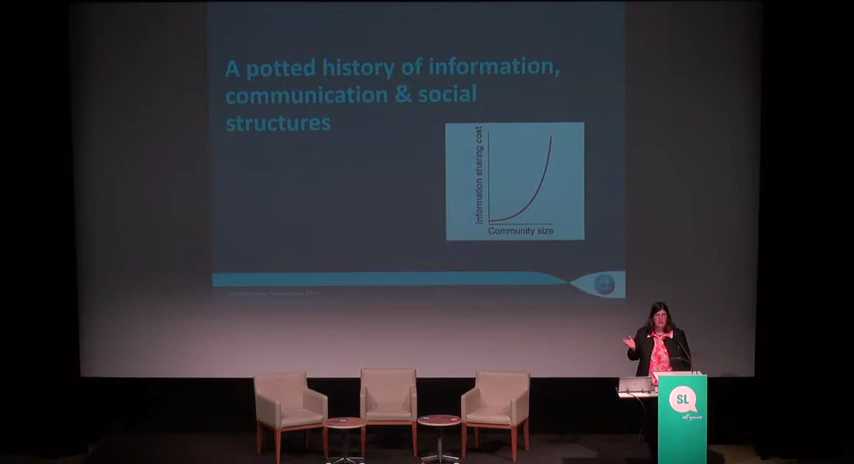 A potted history of information,
communication & social
structures
Information sharing cost
Community size
SL